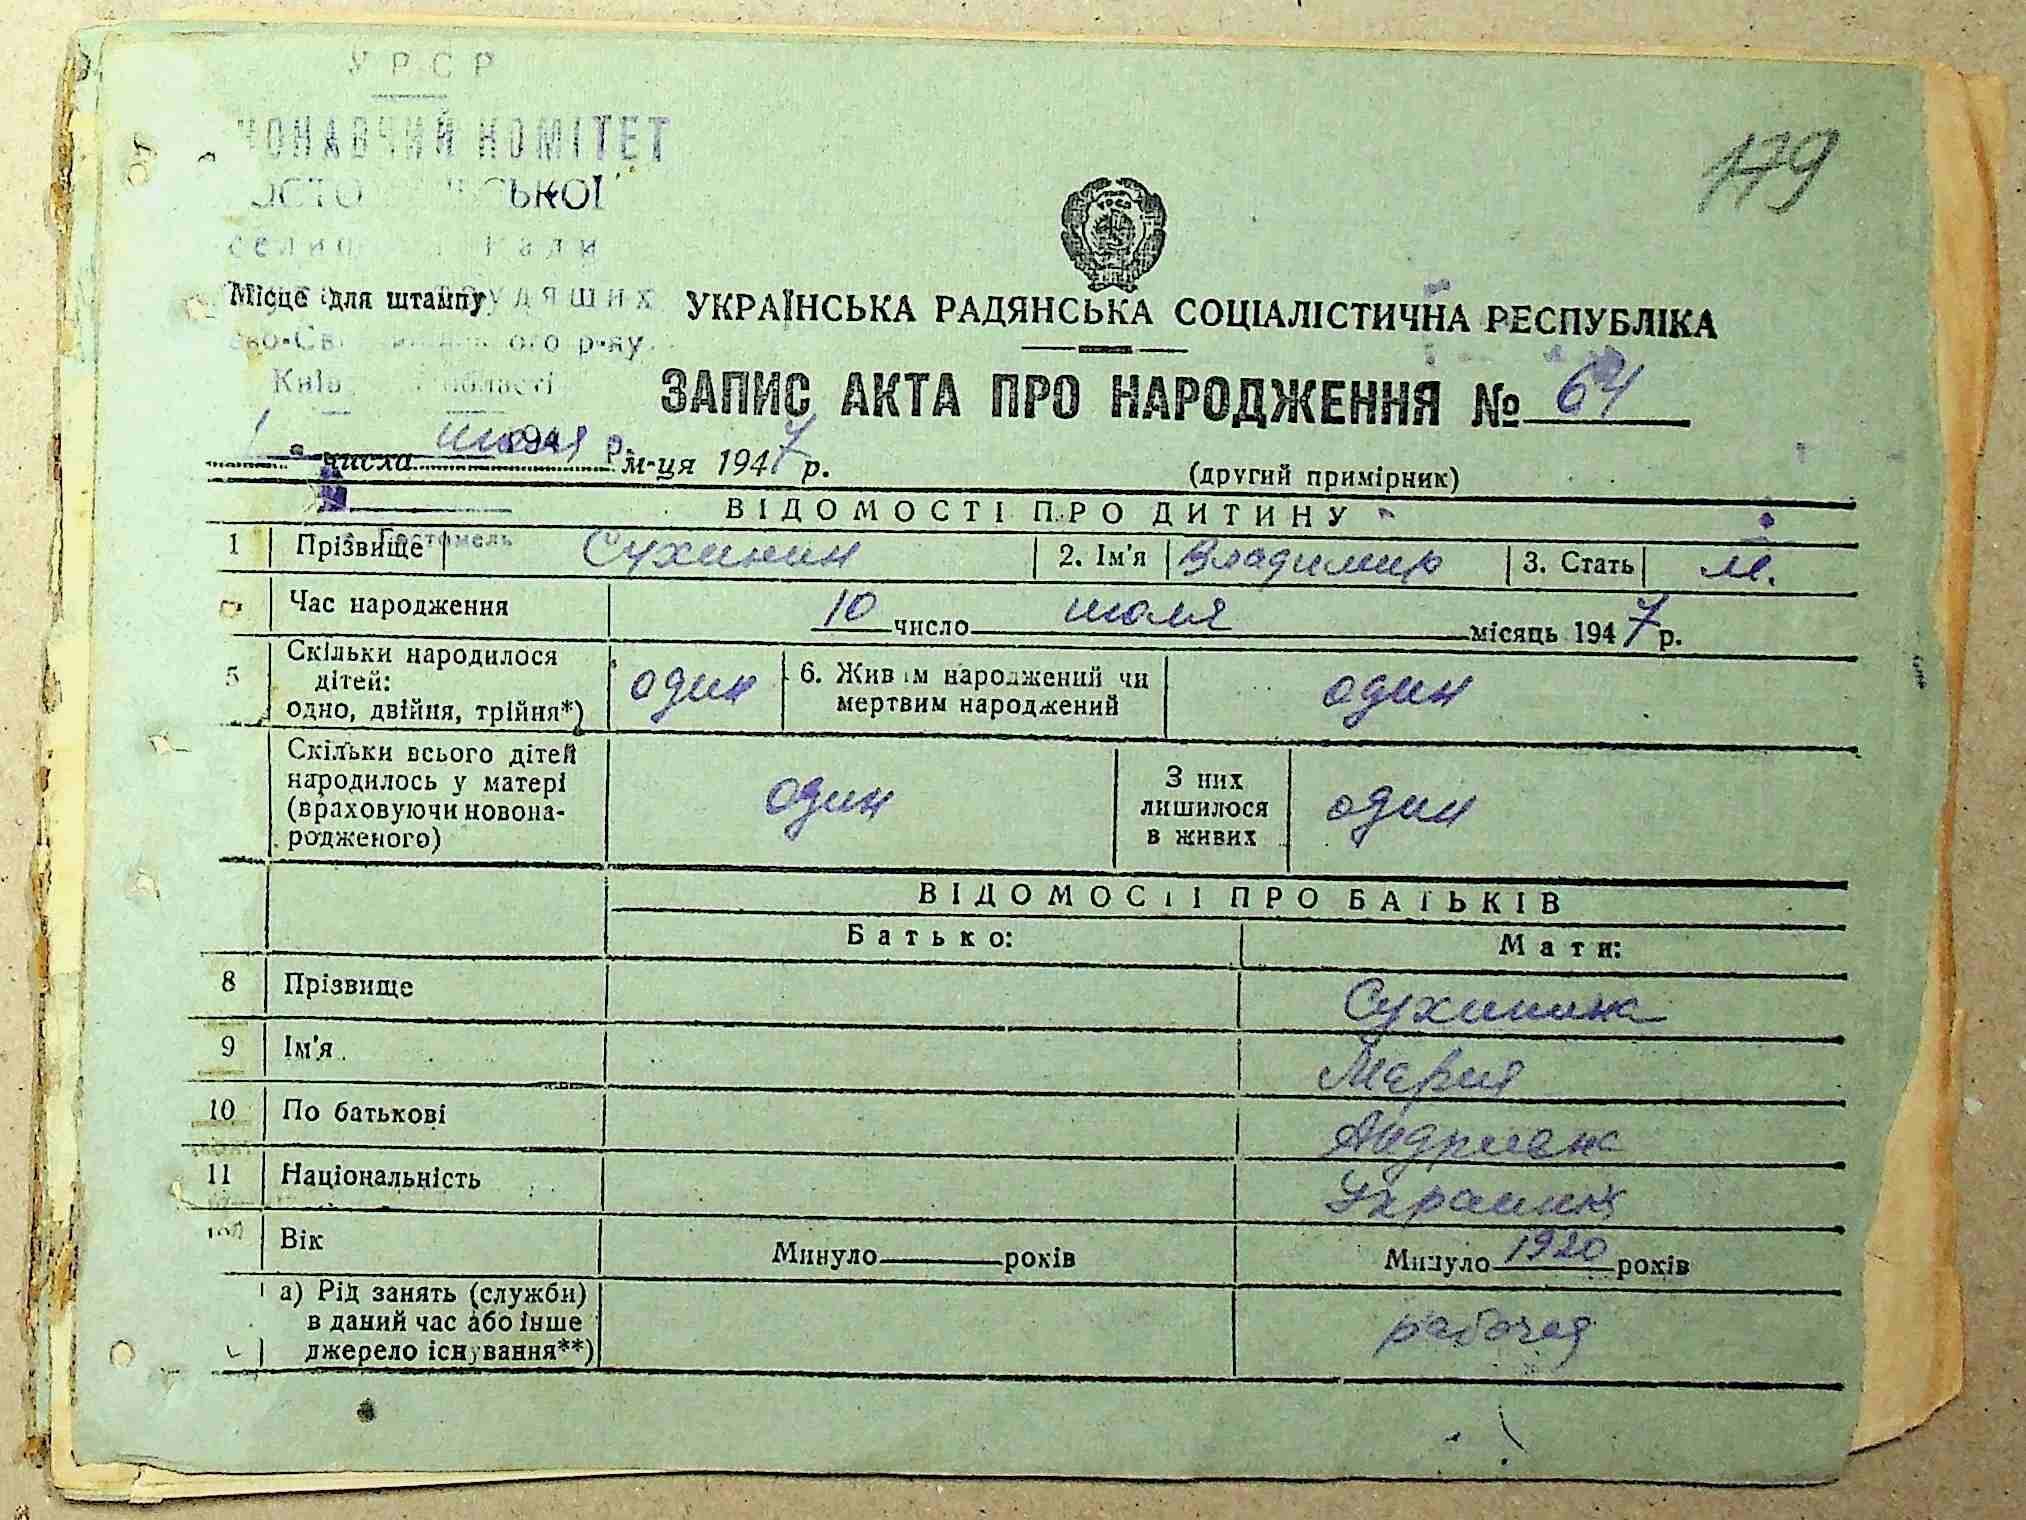 УРСР
КОМІТЕТ
179
СЬКОЇ
Місце для штампу
УКРАЇНСЬКА РАДЯНСЬКА СОЦІАЛІСТИЧНА РЕСПУБЛІКА
р-ну
області
ЗАПИС АКТА ПРО НАРОДЖЕННЯ № 64
числа м-ця 1947 р.
(другий примірник)
ВІДОМОСТІ ПРО ДИТИНУ
Гостомель
1 Прізвище Сухинин 2. Ім'я Владимир 3. Стать М.
Час народження 10 число июля місяць 1947 р.
5 Скільки народилося дітей: одно, двійня, трійня*) один 6. Живим народжений чи мертвим народжений один
Скільки всього дітей народилось у матері (враховуючи новонародженого) один З них лишилося в живих один
ВІДОМОСТІ ПРО БАТЬКІВ
Батько: Мати:
8 Прізвище Сухинина
9 Ім'я Мария
10 По батькові
11 Національність
Вік Минуло років Минуло 1920 років
а) Рід занять (служби) в даний час або інше джерело існування**) рабочая